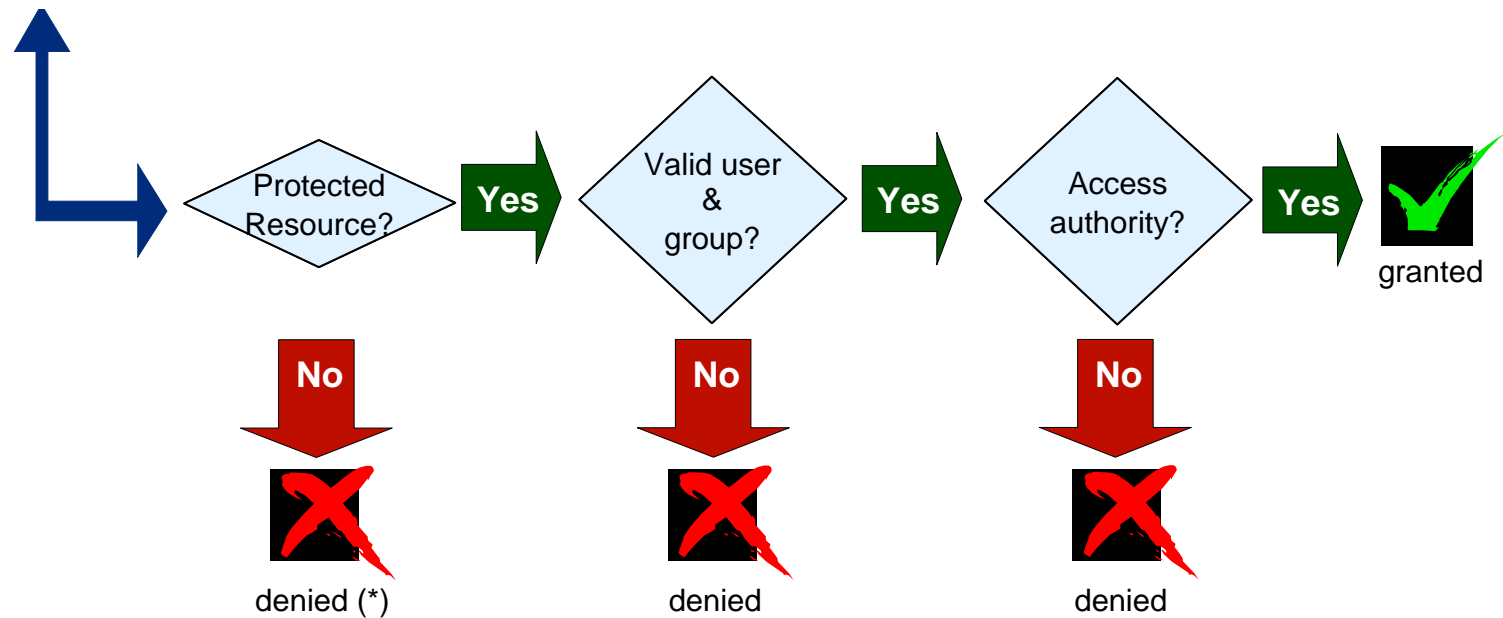 Protected
Resource?
Yes
Valid user
&
group?
Yes
Access
authority?
Yes
granted
No
No
No
denied (*)
denied
denied